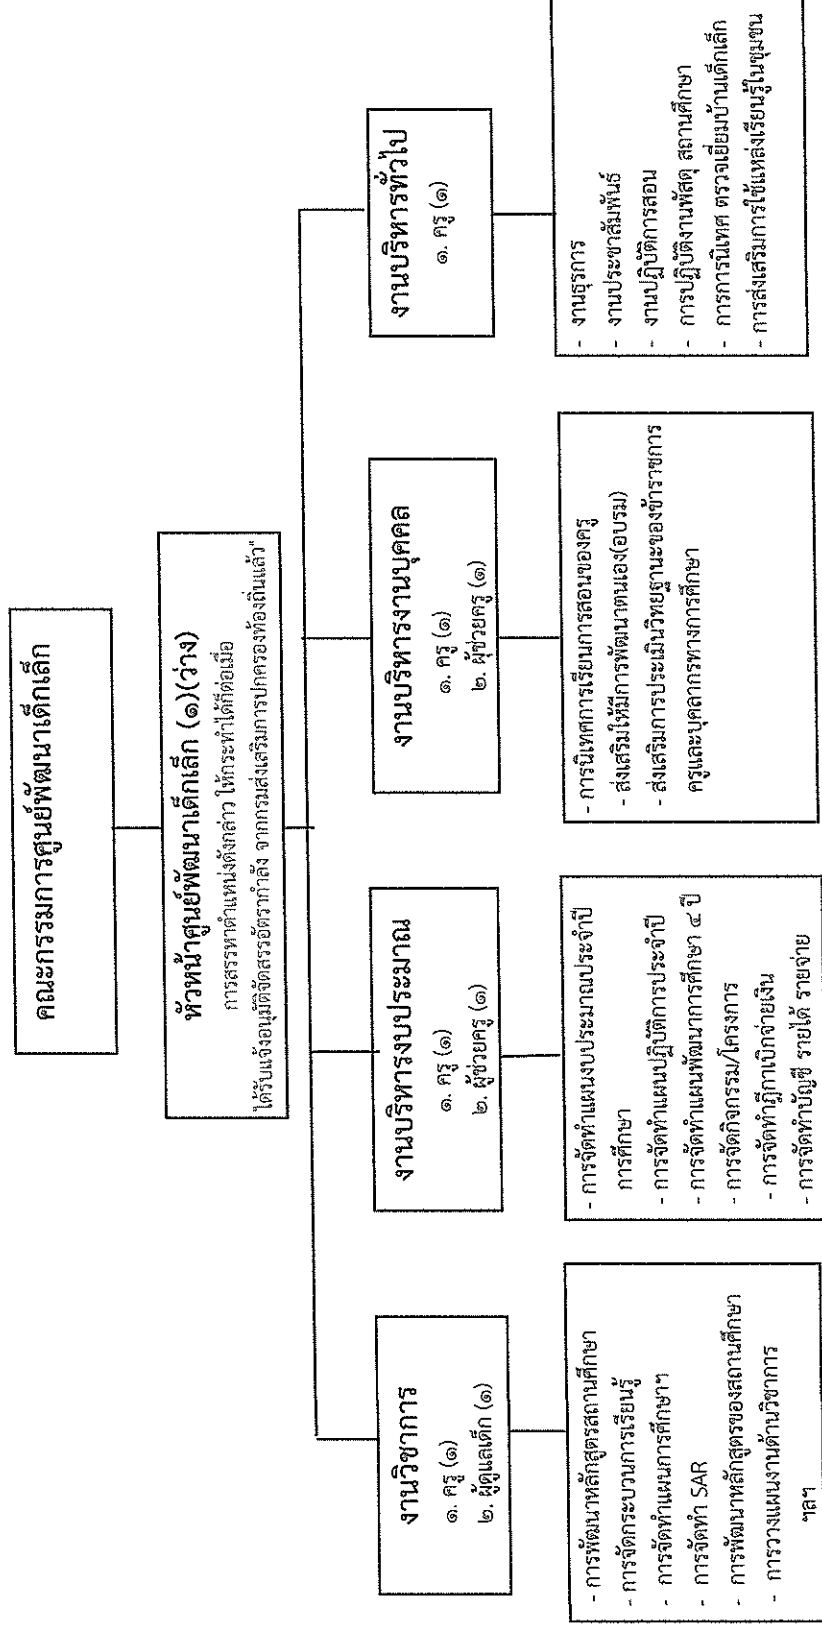 คณะกรรมการศูนย์พัฒนาเด็กเล็ก
หัวหน้าศูนย์พัฒนาเด็กเล็ก (๑)(ว่าง)
การสรรหาตำแหน่งดังกล่าว ให้กระทำได้ก็ต่อเมื่อ
ได้รับแจ้งอนุมัติจัดสรรอัตรากำลัง จากกรมส่งเสริมการปกครองท้องถิ่นแล้ว"
งานวิชาการ
๑. ครู (๑)
๒. ผู้ดูแลเด็ก (๑)
- การพัฒนาหลักสูตรสถานศึกษา
- การจัดกระบวนการเรียนรู้
- การจัดทำแผนการศึกษาฯ
- การจัดทำ SAR
- การพัฒนาหลักสูตรของสถานศึกษา
- การวางแผนงานด้านวิชาการ
ฯลฯ
งานบริหารงบประมาณ
๑. ครู (๑)
๒. ผู้ช่วยครู (๑)
- การจัดทำแผนงบประมาณประจำปี
การศึกษา
- การจัดทำแผนปฏิบัติการประจำปี
- การจัดทำแผนพัฒนาการศึกษา ๔ ปี
- การจัดกิจกรรม/โครงการ
- การจัดทำฎีกาเบิกจ่ายเงิน
- การจัดทำบัญชี รายได้ รายจ่าย
งานบริหารงานบุคคล
๑. ครู (๑)
๒. ผู้ช่วยครู (๑)
- การนิเทศการเรียนการสอนของครู
- ส่งเสริมให้มีการพัฒนาตนเอง(อบรม)
- ส่งเสริมการประเมินวิทยฐานะของข้าราชการ
ครูและบุคลากรทางการศึกษา
งานบริหารทั่วไป
๑. ครู (๑)
- งานธุรการ
- งานประชาสัมพันธ์
- งานปฏิบัติการสอน
- การปฏิบัติงานพัสดุ สถานศึกษา
- การการนิเทศ ตรวจเยี่ยมบ้านเด็กเล็ก
- การส่งเสริมการใช้แหล่งเรียนรู้ในชุมชน